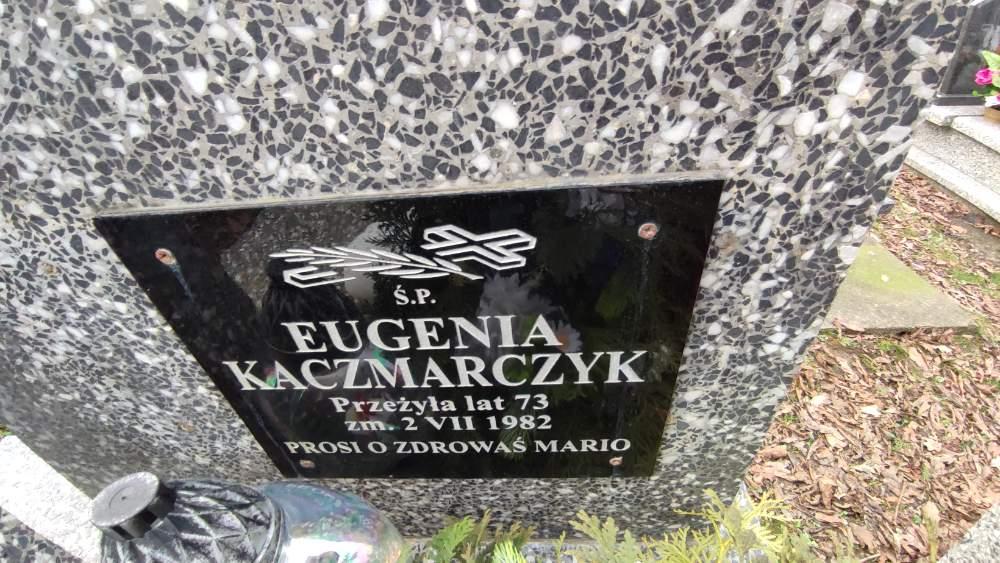 Ś.P.
EUGENIA
KACZMARCZYK
Przeżyła lat 73
zm. 2 VII 1982
PROSI O ZDROWAŚ MARIO